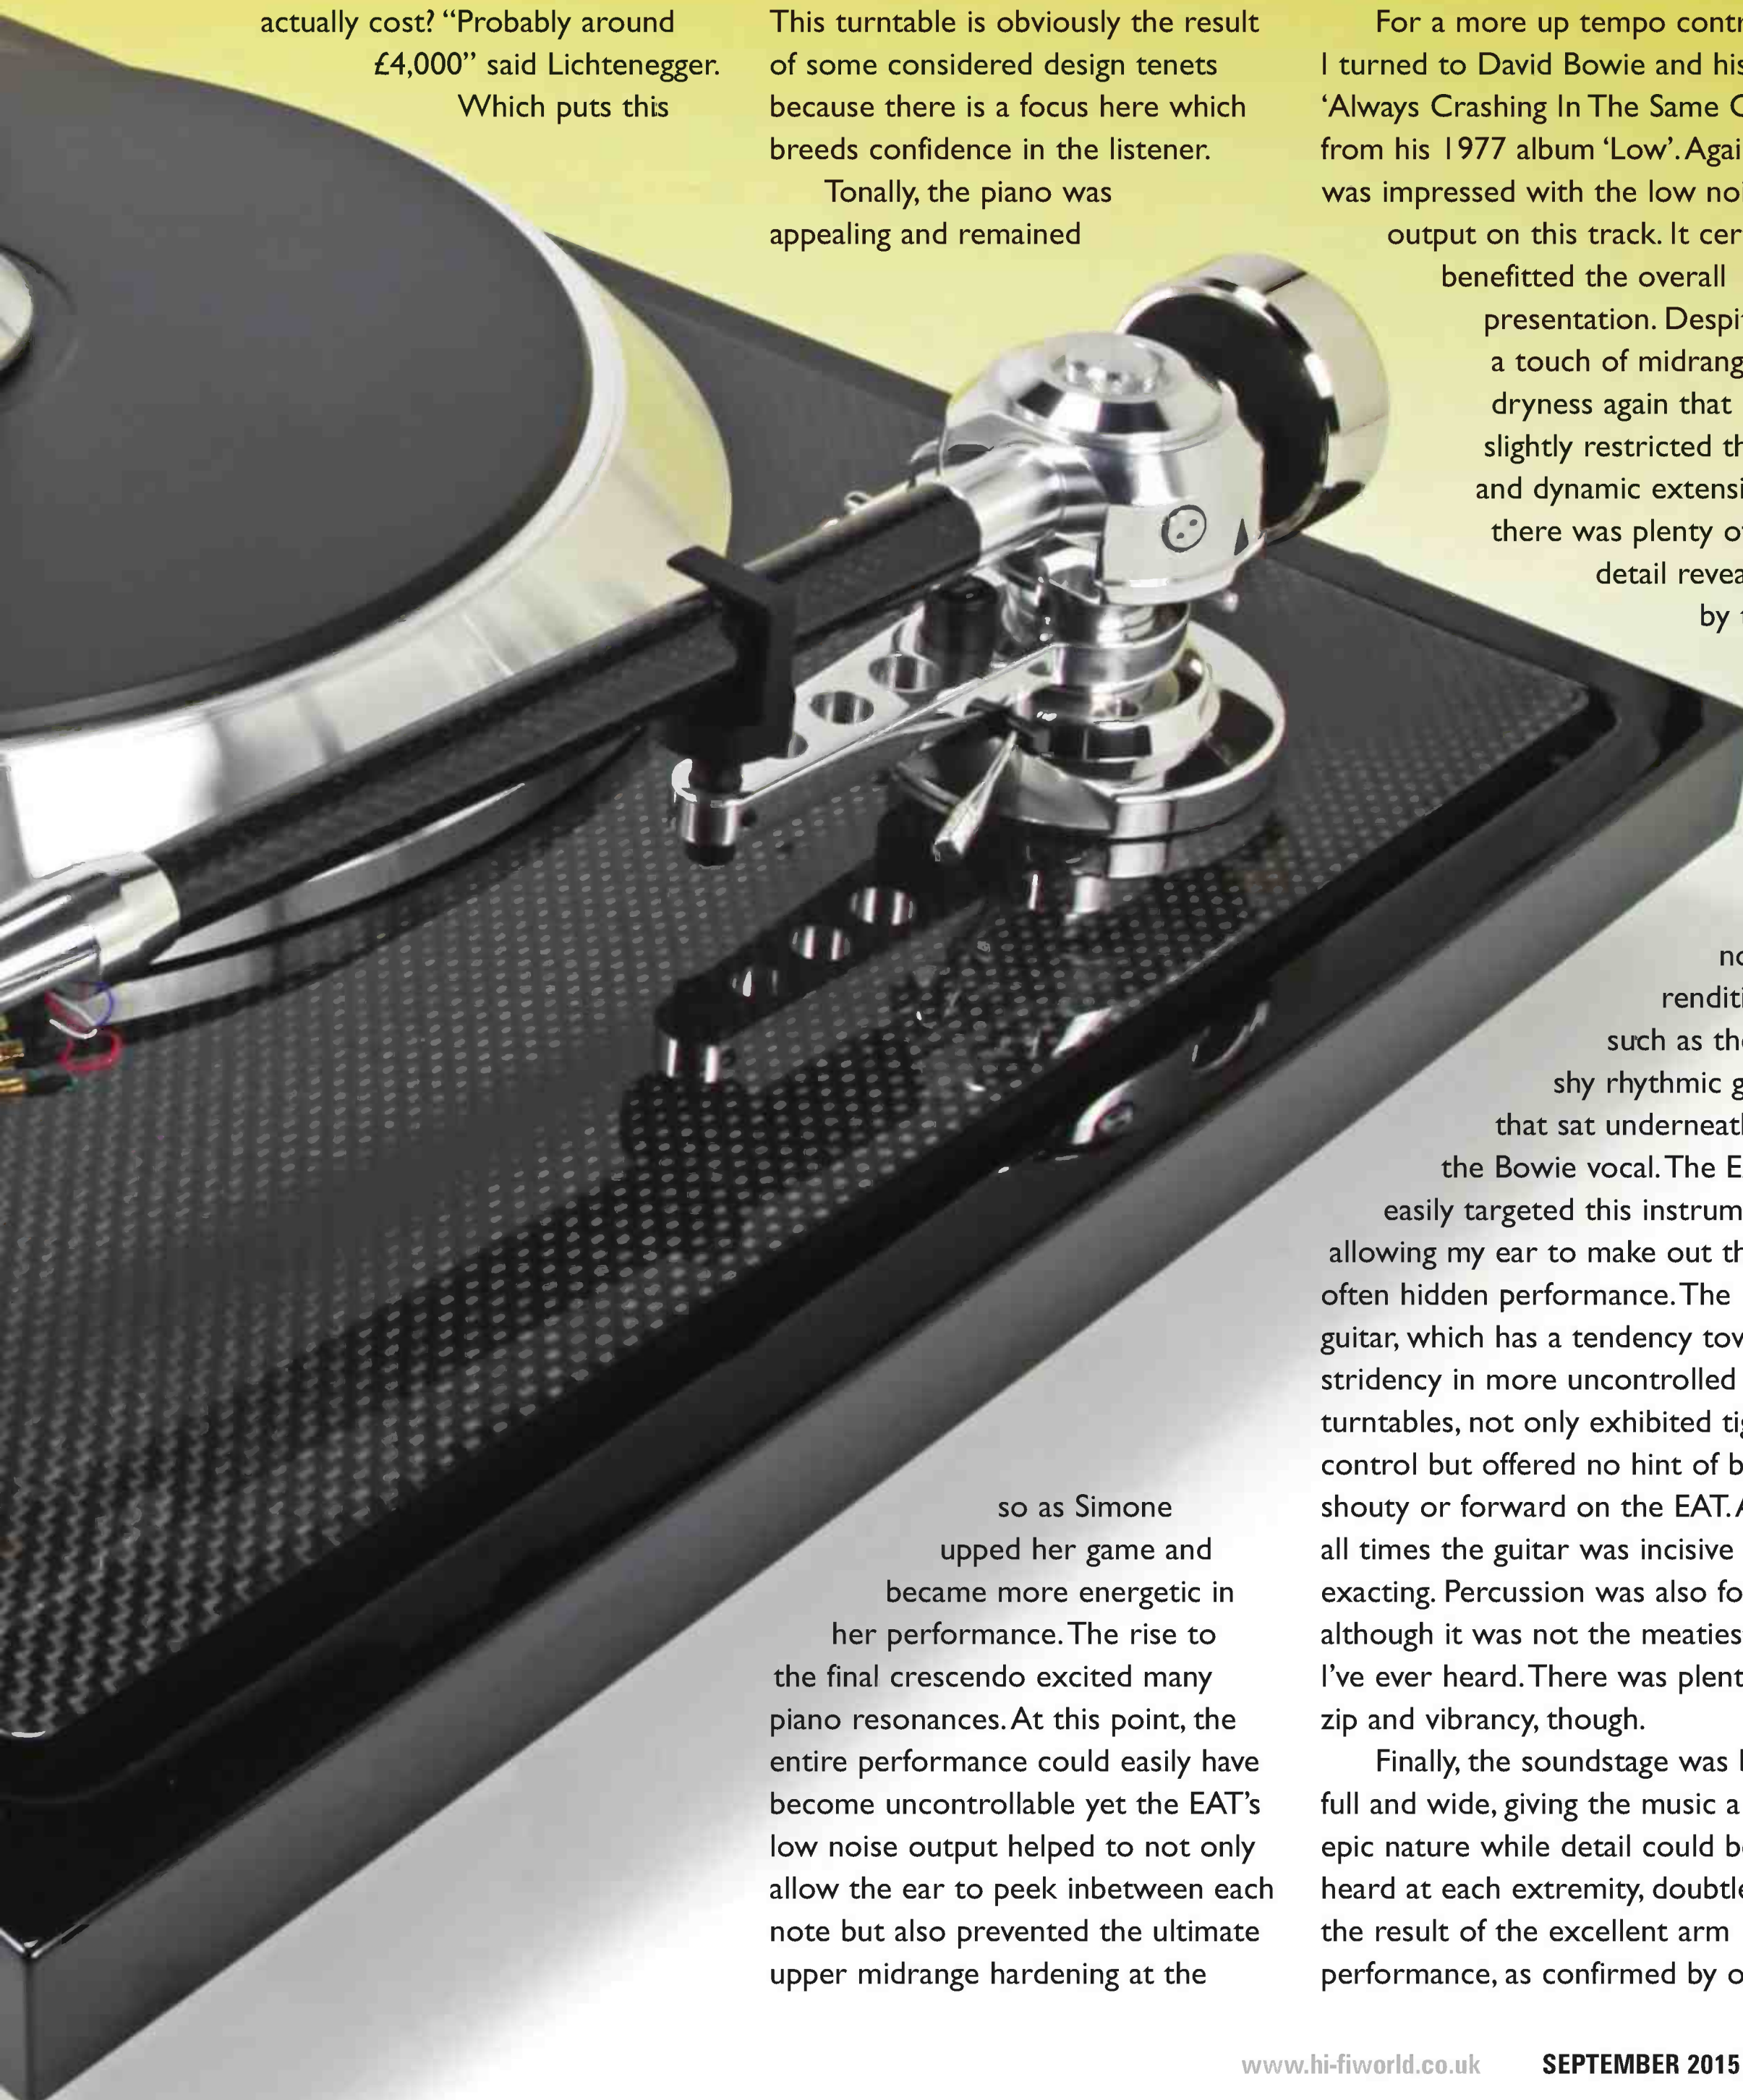 actually cost? “Probably around
£4,000” said Lichtenegger.
Which puts this
This turntable is obviously the result
of some considered design tenets
because there is a focus here which
breeds confidence in the listener.
Tonally, the piano was
appealing and remained
so as Simone
upped her game and
became more energetic in
her performance. The rise to
the final crescendo excited many
piano resonances. At this point, the
entire performance could easily have
become uncontrollable yet the EAT’s
low noise output helped to not only
allow the ear to peek inbetween each
note but also prevented the ultimate
upper midrange hardening at the
For a more up tempo
I turned to David Bowie and his
‘Always Crashing In The Same
from his 1977 album ‘Low’.
was impressed with the low
output on this track. It
benefitted the overall
presentation.
a touch of
dryness again that
slightly restricted
and dynamic
there was plenty
detail
by
such as
shy rhythmic
that sat
the Bowie vocal. The
easily targeted this
allowing my ear to make out
often hidden performance. The
guitar, which has a tendency
stridency in more uncontrolled
turntables, not only exhibited
control but offered no hint of
shouty or forward on the EAT.
all times the guitar was incisive
exacting. Percussion was also
although it was not the
I’ve ever heard. There was
zip and vibrancy, though.
Finally, the soundstage was
full and wide, giving the music a
epic nature while detail could
heard at each extremity,
the result of the excellent arm
performance, as confirmed by
www.hi-fiworld.co.uk SEPTEMBER 2015